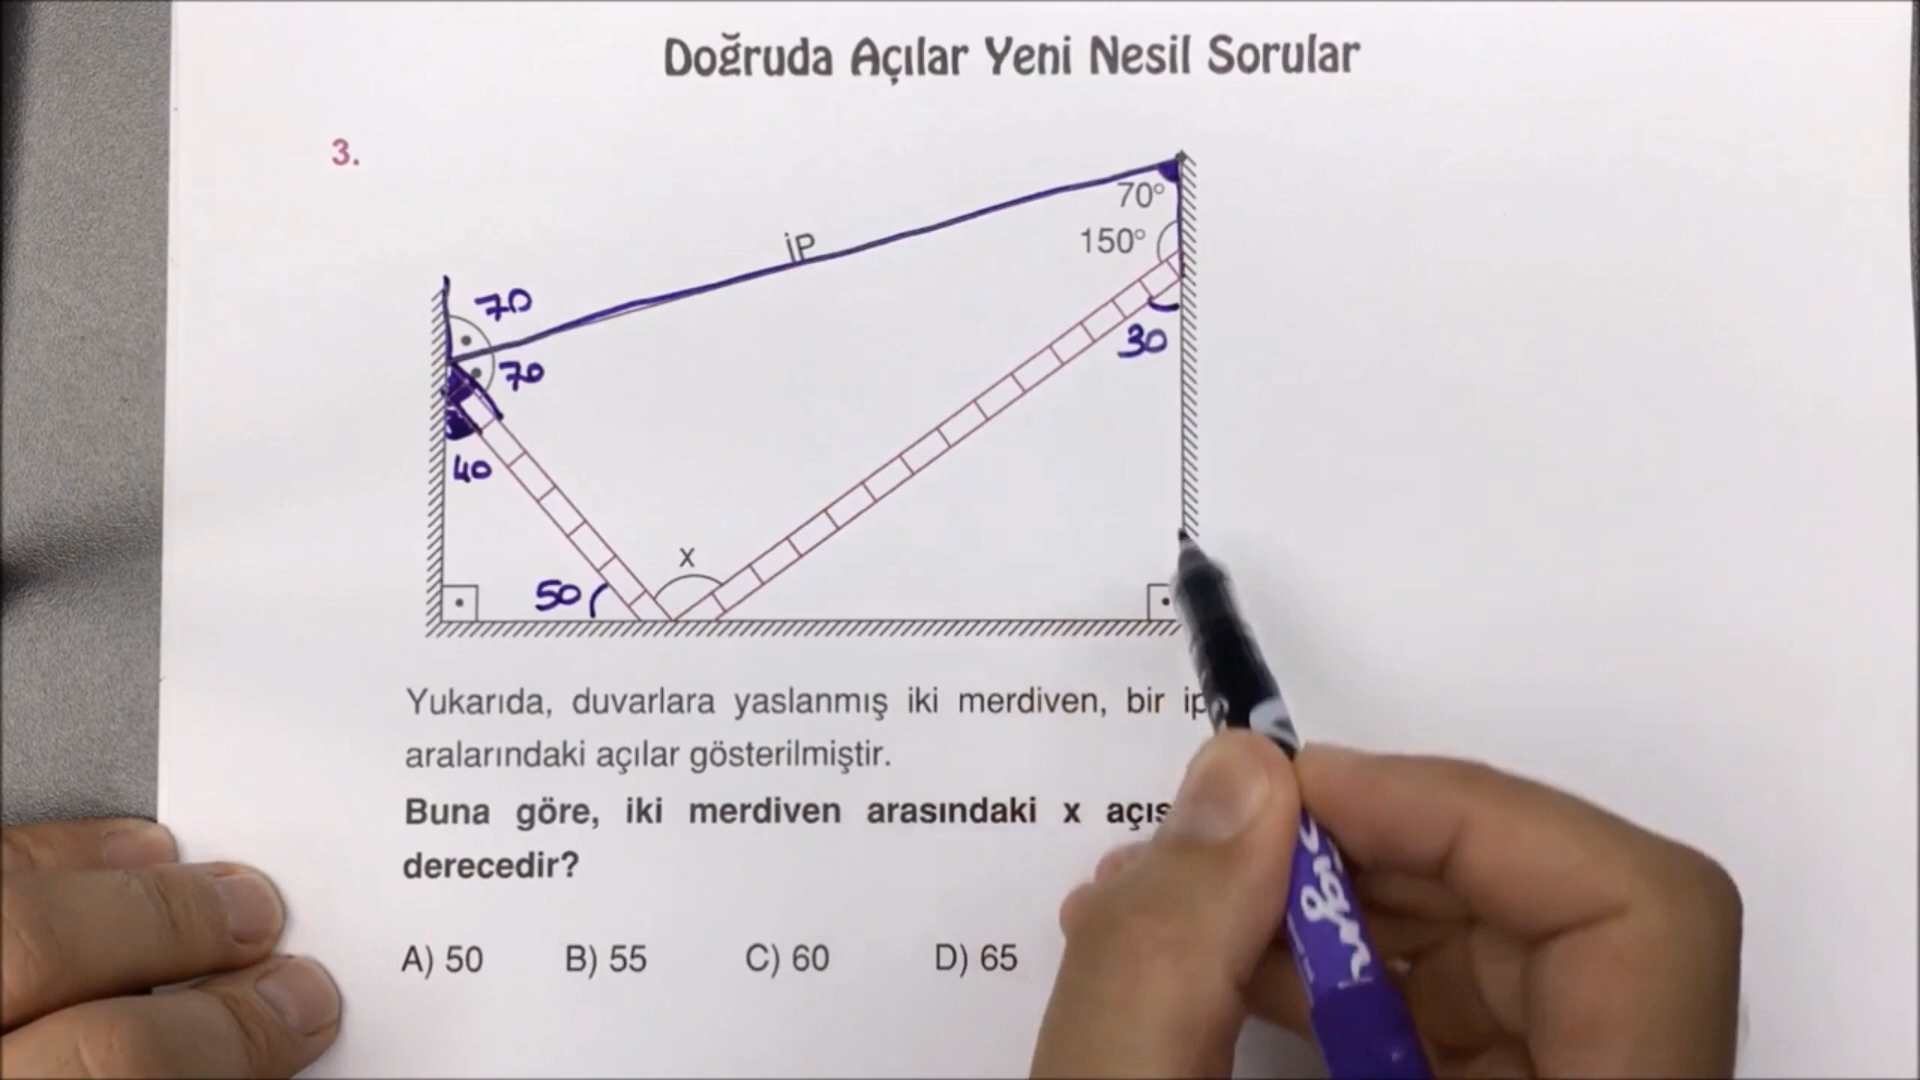 Doğruda Açılar Yeni Nesil Sorular
3.
70°
150°
İP
70
70
30
40
x
50
Yukarıda, duvarlara yaslanmış iki merdiven, bir ip
aralarındaki açılar gösterilmiştir.
Buna göre, iki merdiven arasındaki x
derecedir?
A) 50 B) 55 C) 60 D) 65